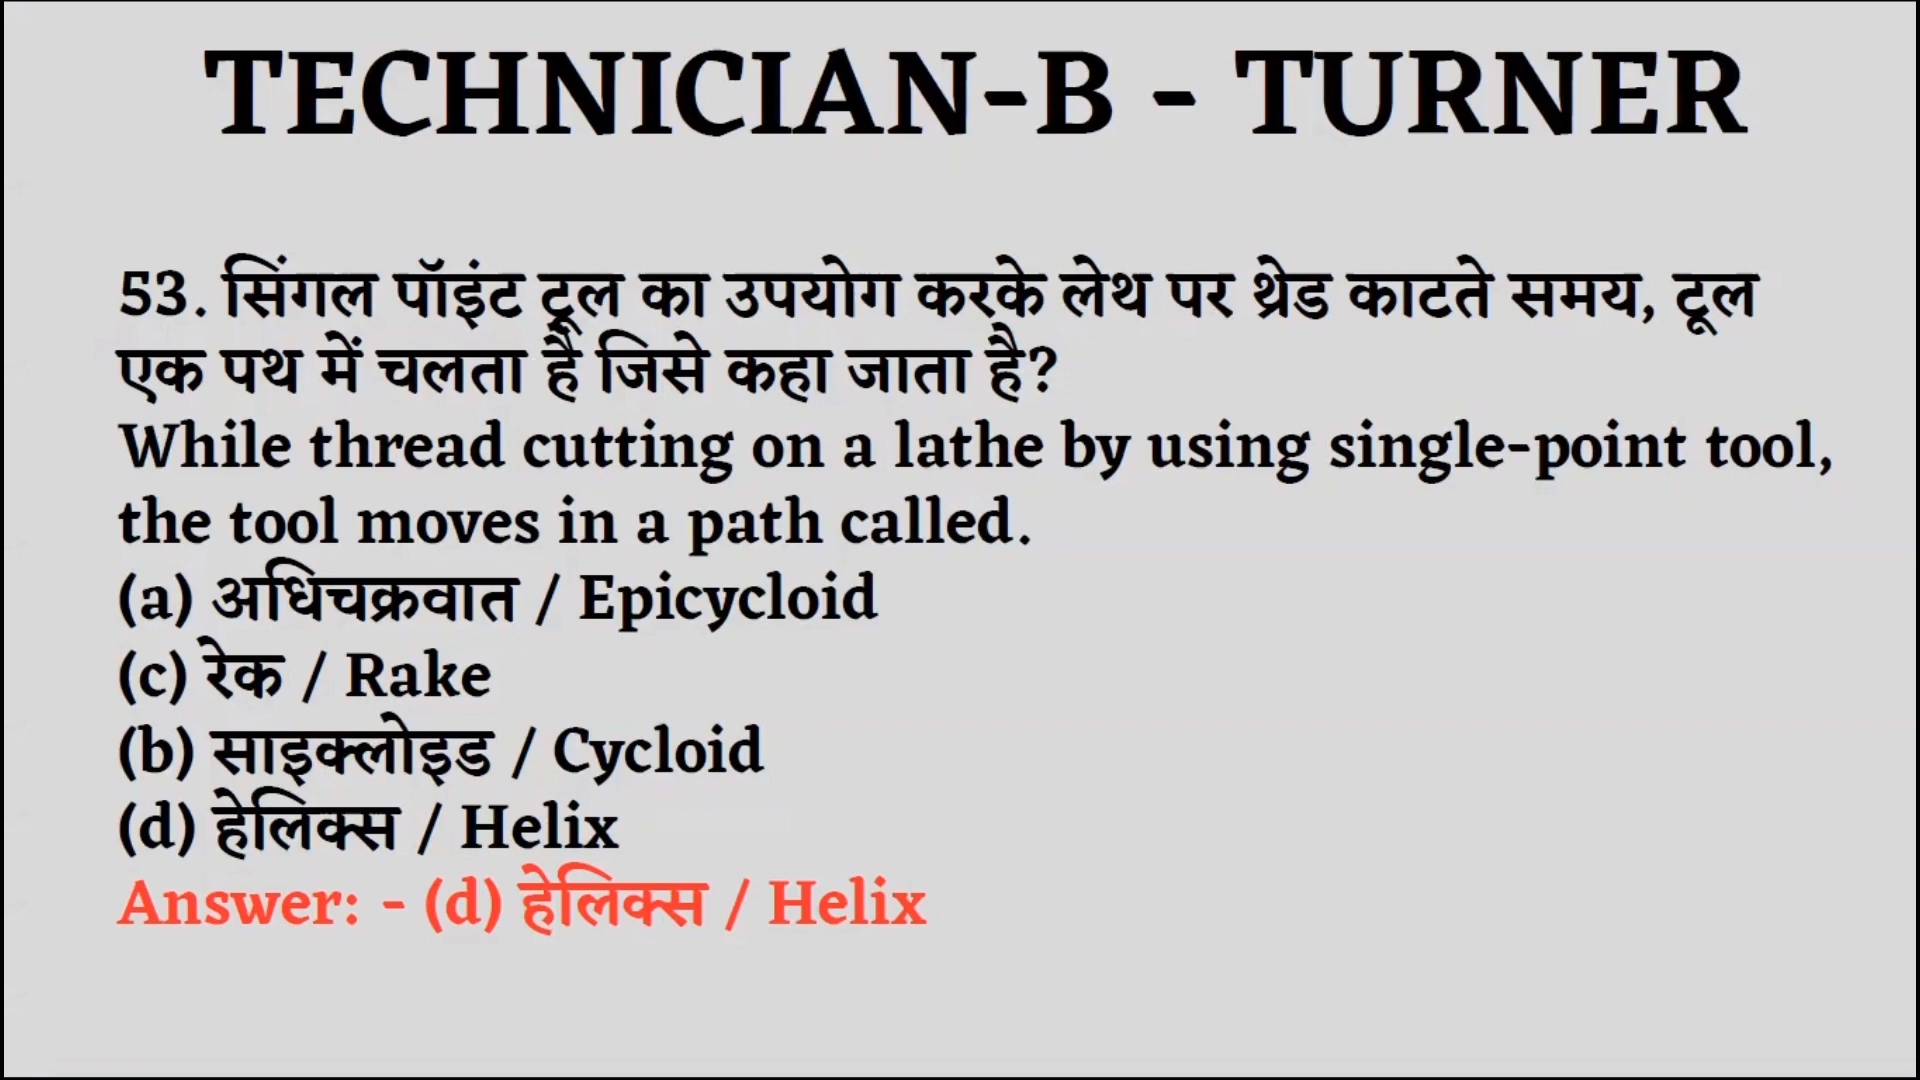 TECHNICIAN-B - TURNER
53. सिंगल पॉइंट टूल का उपयोग करके लेथ पर थ्रेड काटते समय, टूल
एक पथ में चलता है जिसे कहा जाता है?
While thread cutting on a lathe by using single-point tool,
the tool moves in a path called.
(a) अधिचक्रवात / Epicycloid
(c) रेक / Rake
(b) साइक्लोइड / Cycloid
(d) हेलिक्स / Helix
Answer: - (d) हेलिक्स / Helix